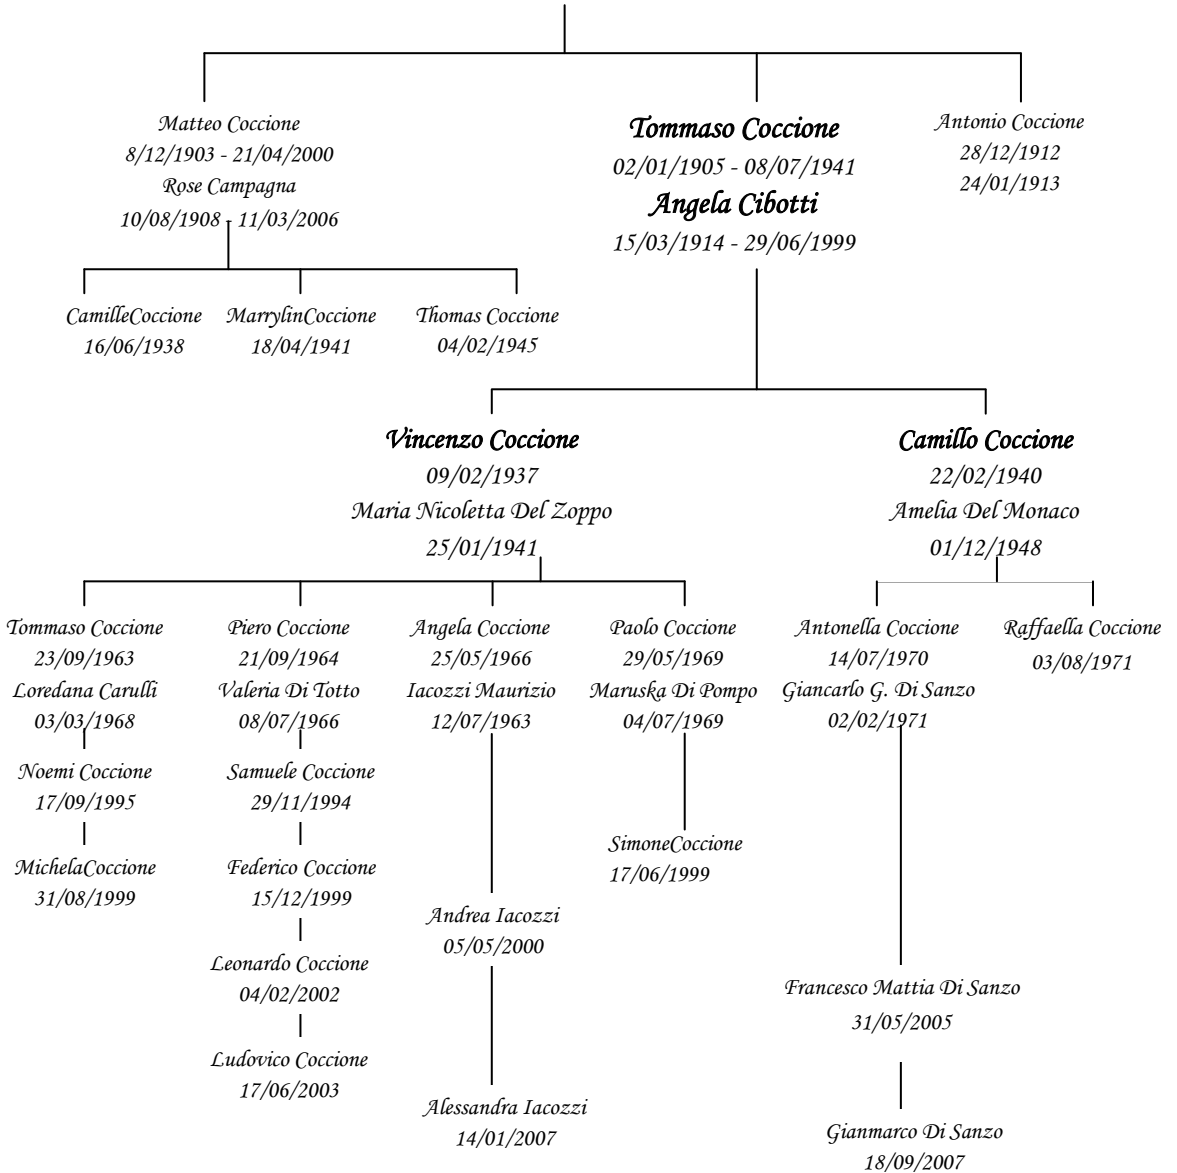 Matteo Coccione
8/12/1903 - 21/04/2000
Rose Campagna
10/08/1908 - 11/03/2006
Tommaso Coccione
02/01/1905 - 08/07/1941
Angela Cibotti
15/03/1914 - 29/06/1999
Antonio Coccione
28/12/1912
24/01/1913
CamilleCoccione
16/06/1938
MarrylinCoccione
18/04/1941
Thomas Coccione
04/02/1945
Vincenzo Coccione
09/02/1937
Maria Nicoletta Del Zoppo
25/01/1941
Camillo Coccione
22/02/1940
Amelia Del Monaco
01/12/1948
Tommaso Coccione
23/09/1963
Loredana Carulli
03/03/1968
Noemi Coccione
17/09/1995
MichelaCoccione
31/08/1999
Piero Coccione
21/09/1964
Valeria Di Totto
08/07/1966
Samuele Coccione
29/11/1994
Federico Coccione
15/12/1999
Leonardo Coccione
04/02/2002
Ludovico Coccione
17/06/2003
Angela Coccione
25/05/1966
Iacozzi Maurizio
12/07/1963
Andrea Iacozzi
05/05/2000
Alessandra Iacozzi
14/01/2007
Paolo Coccione
29/05/1969
Maruska Di Pompo
04/07/1969
SimoneCoccione
17/06/1999
Antonella Coccione
14/07/1970
Giancarlo G. Di Sanzo
02/02/1971
Francesco Mattia Di Sanzo
31/05/2005
Gianmarco Di Sanzo
18/09/2007
Raffaella Coccione
03/08/1971